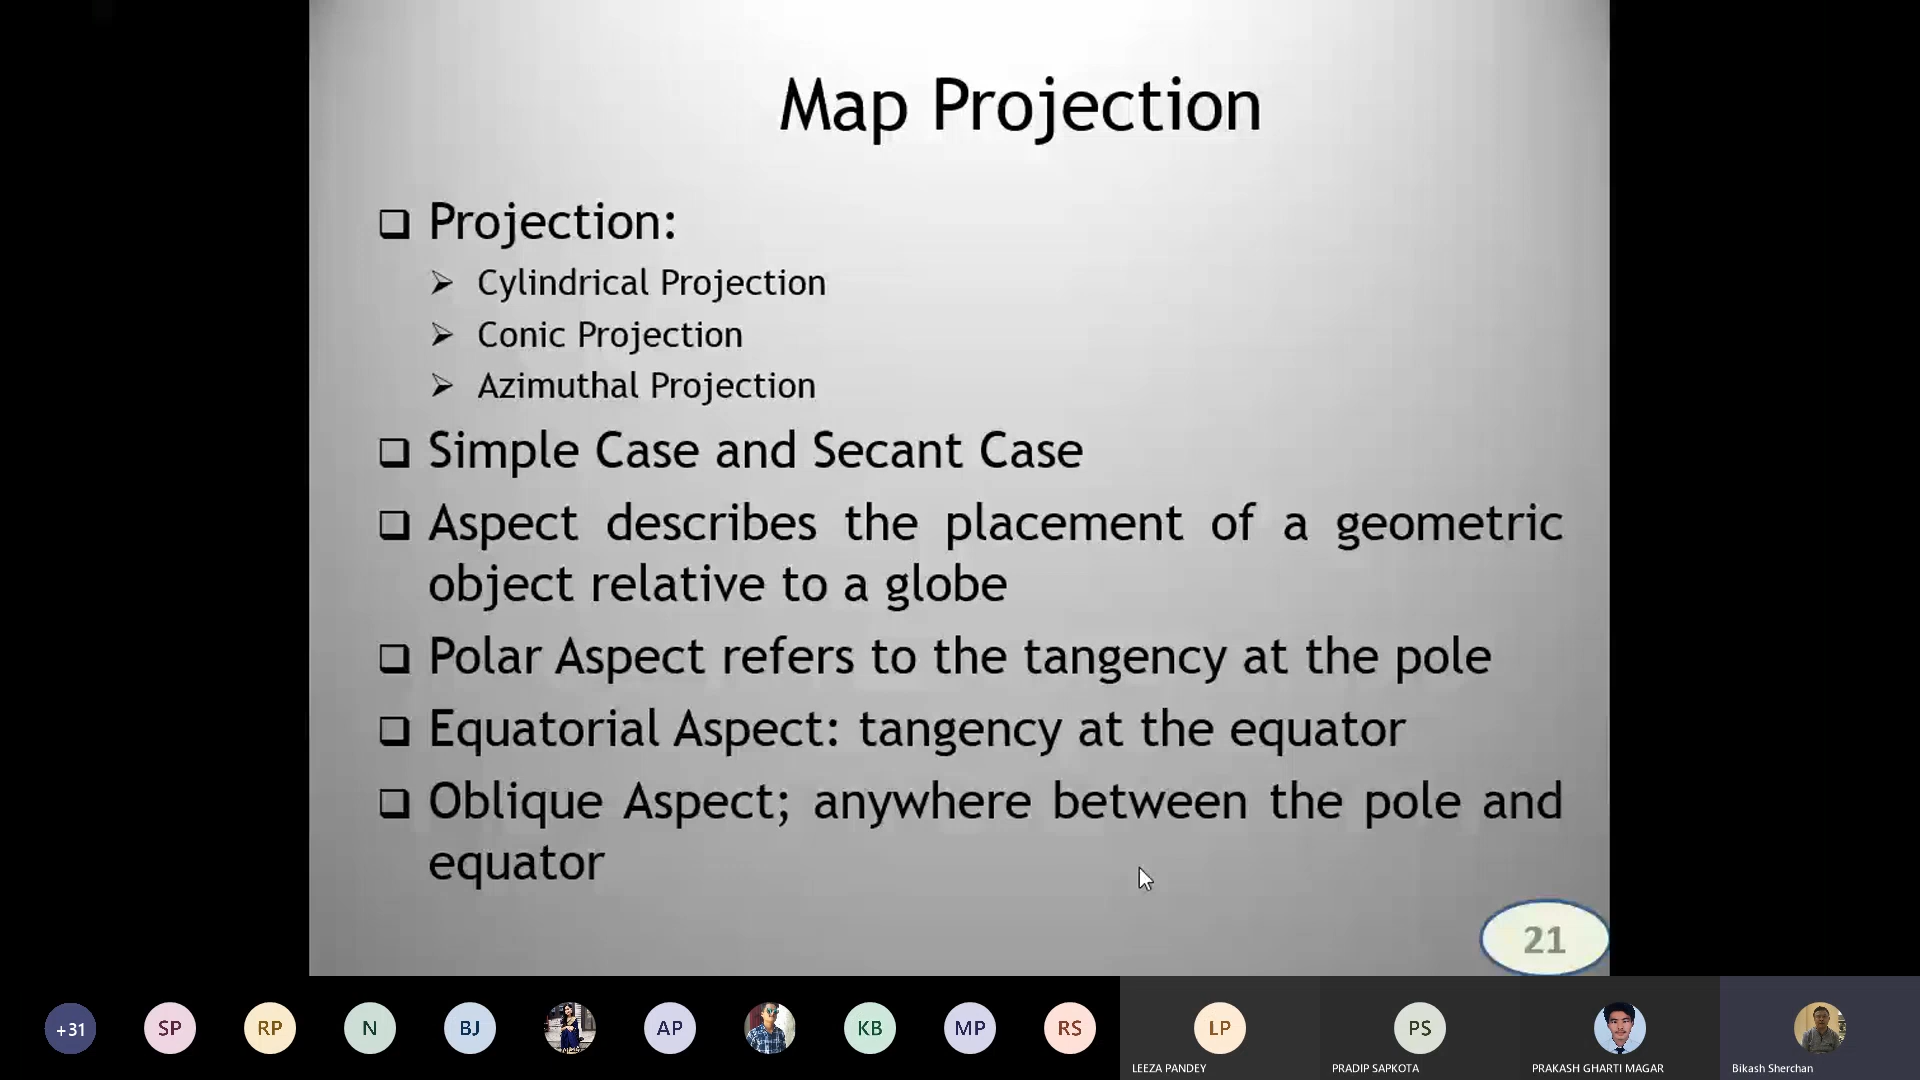 Map Projection
Projection:
Cylindrical Projection
Conic Projection
Azimuthal Projection
Simple Case and Secant Case
Aspect describes the placement of a geometric
object relative to a globe
Polar Aspect refers to the tangency at the pole
Equatorial Aspect: tangency at the equator
Oblique Aspect; anywhere between the pole and
equator
21
+31 SP RP N BJ AP KB MP RS LP PS
LEEZA PANDEY PRADIP SAPKOTA PRAKASH GHARTI MAGAR Bikash Sherchan